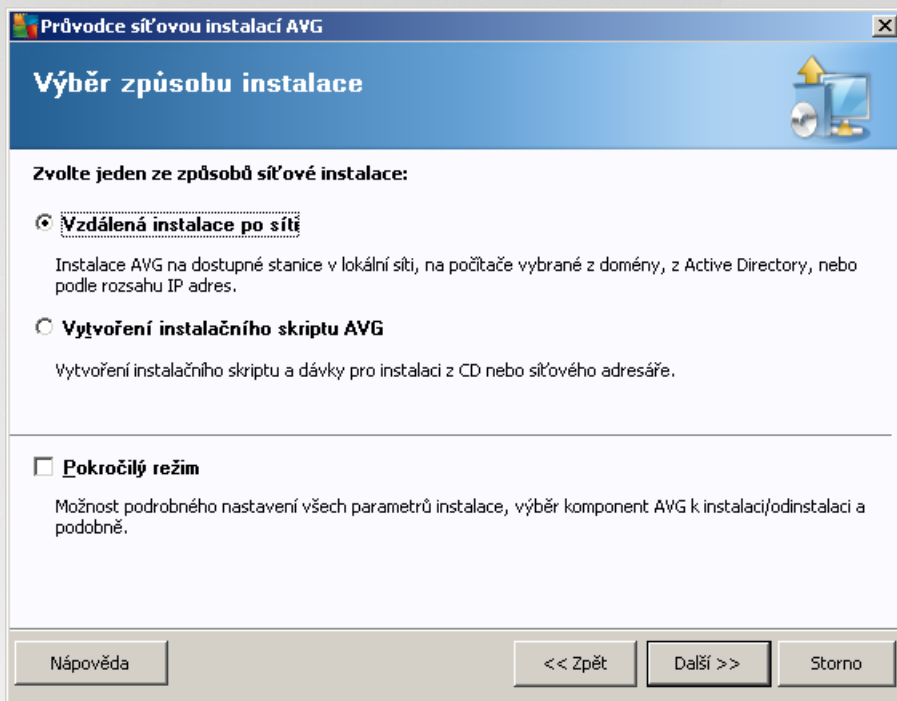 Průvodce síťovou instalací AVG
Výběr způsobu instalace
Zvolte jeden ze způsobů síťové instalace:
Vzdálená instalace po síti
Instalace AVG na dostupné stanice v lokální síti, na počítače vybrané z domény, z Active Directory, nebo
podle rozsahu IP adres.
Vytvoření instalačního skriptu AVG
Vytvoření instalačního skriptu a dávky pro instalaci z CD nebo síťového adresáře.
Pokročilý režim
Možnost podrobného nastavení všech parametrů instalace, výběr komponent AVG k instalaci/odinstalaci a
podobně.
Nápověda
<< Zpět
Další >>
Storno